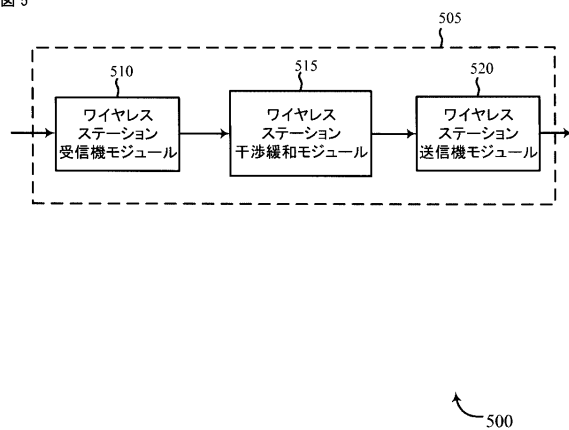 図 5
505
510
515
520
ワイヤレス
ステーション
受信機モジュール
ワイヤレス
ステーション
干渉緩和モジュール
ワイヤレス
ステーション
送信機モジュール
500